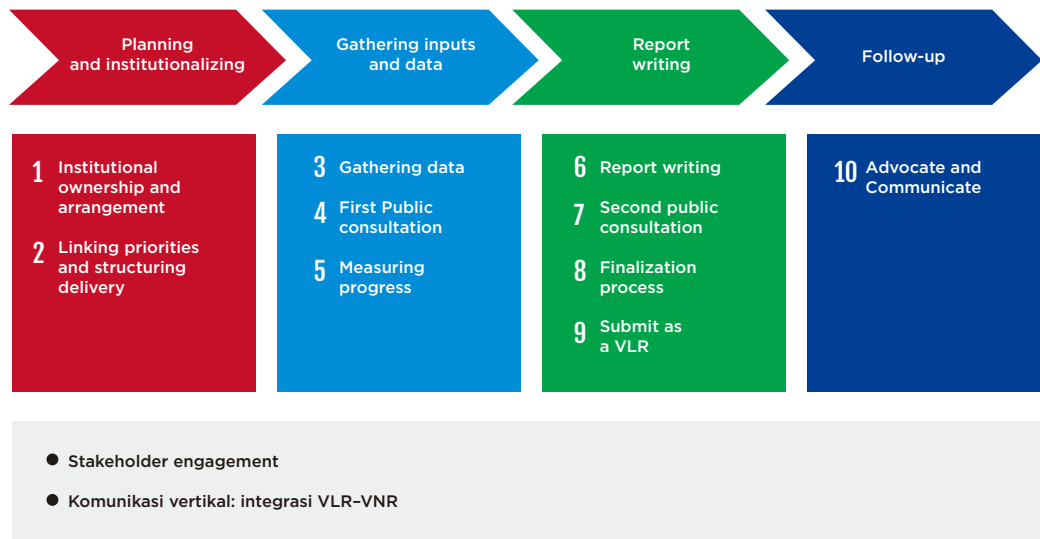 Planning
and institutionalizing
Gathering inputs
and data
Report
writing
Follow-up
1 Institutional
ownership and
arrangement
2 Linking priorities
and structuring
delivery
3 Gathering data
4 First Public
consultation
5 Measuring
progress
6 Report writing
7 Second public
consultation
8 Finalization
process
9 Submit as
a VLR
10 Advocate and
Communicate
● Stakeholder engagement
● Komunikasi vertikal: integrasi VLR–VNR